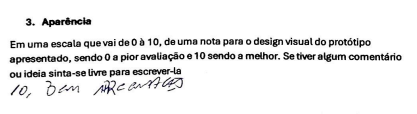 3. Aparência
Em uma escala que vai de 0 à 10, de uma nota para o design visual do protótipo
apresentado, sendo 0 a pior avaliação e 10 sendo a melhor. Se tiver algum comentário
ou ideia sinta-se livre para escrever-la
10, Bem